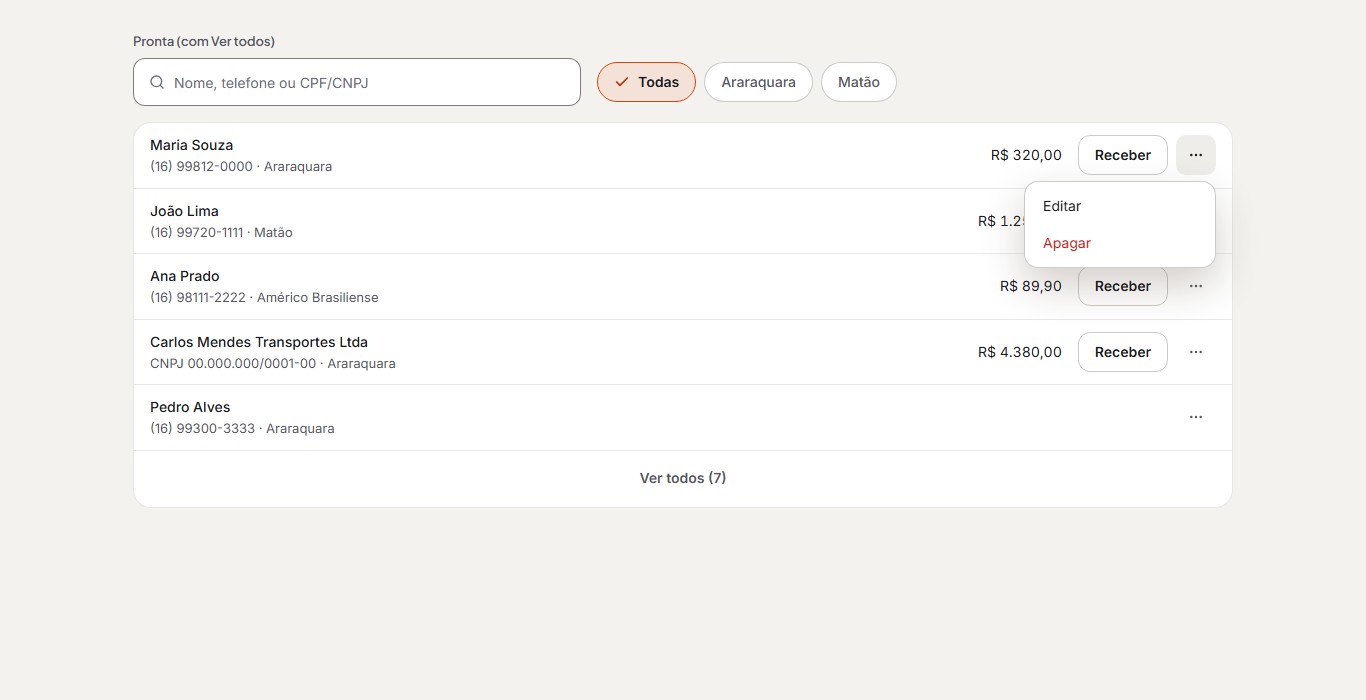 Pronta (com Ver todos)
Nome, telefone ou CPF/CNPJ
Todas
Araraquara
Matão
Maria Souza
(16) 99812-0000 · Araraquara
R$ 320,00
Receber
João Lima
(16) 99720-1111 · Matão
R$ 1.2
Editar
Apagar
Ana Prado
(16) 98111-2222 · Américo Brasiliense
R$ 89,90
Receber
Carlos Mendes Transportes Ltda
CNPJ 00.000.000/0001-00 · Araraquara
R$ 4.380,00
Receber
Pedro Alves
(16) 99300-3333 · Araraquara
Ver todos (7)